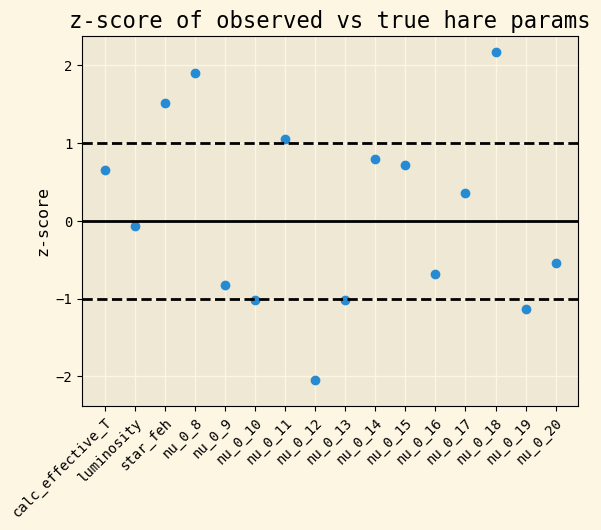 z-score of observed vs true hare params
z-score
2
1
0
−1
−2
calc_effective_T
luminosity
star_feh
nu_0_8
nu_0_9
nu_0_10
nu_0_11
nu_0_12
nu_0_13
nu_0_14
nu_0_15
nu_0_16
nu_0_17
nu_0_18
nu_0_19
nu_0_20